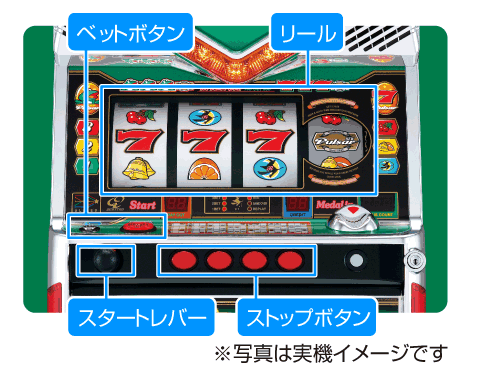 ベットボタン
リール
Pulsar
Start
Medal
スタートレバー
ストップボタン
※写真は実機イメージです